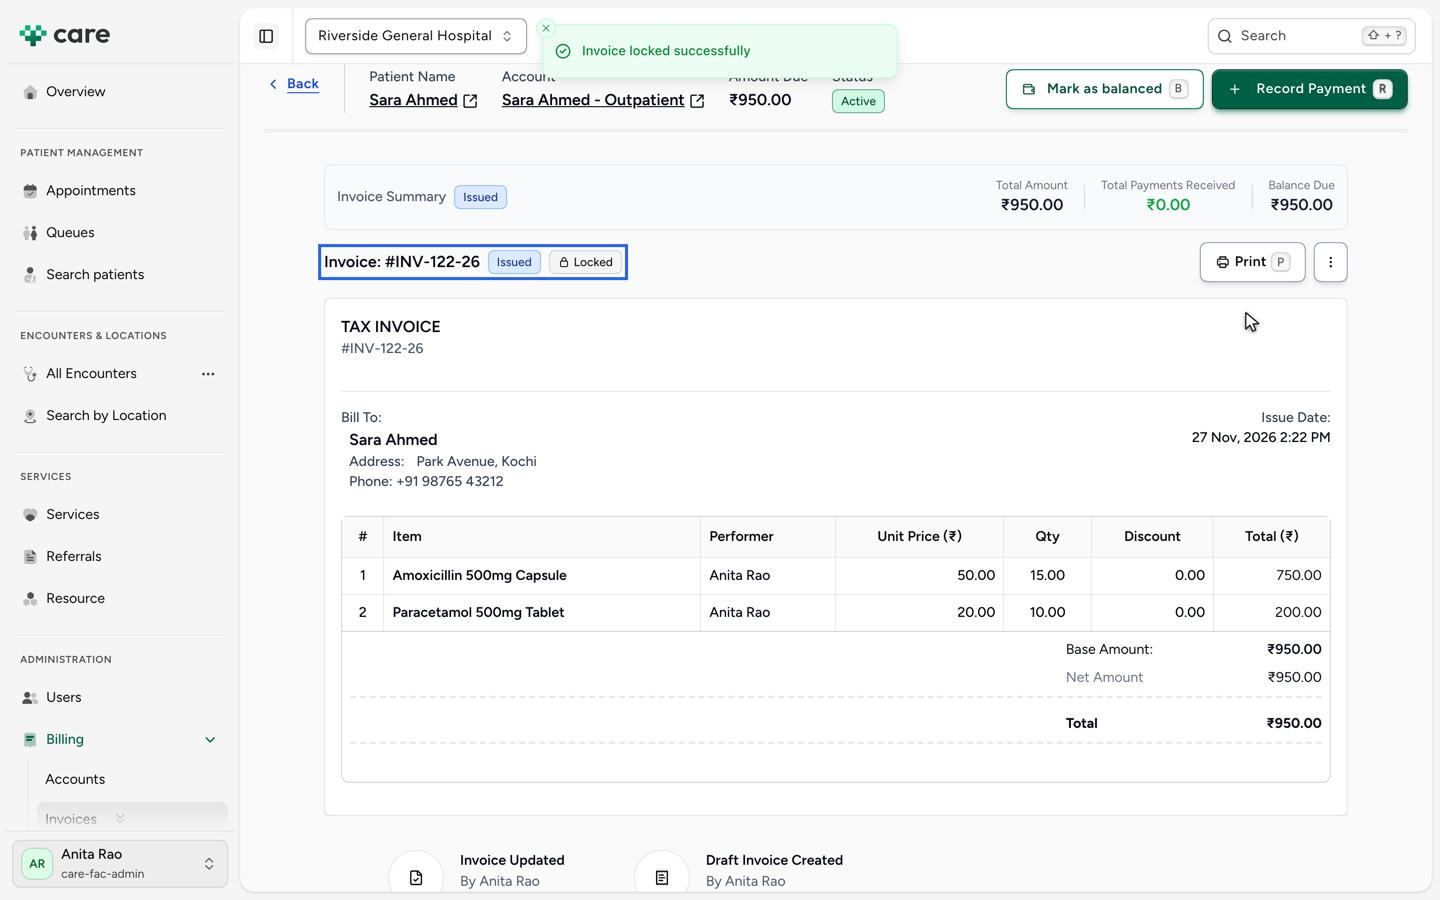 care
Riverside General Hospital
Invoice locked successfully
Search
+ ?
Overview
PATIENT MANAGEMENT
Appointments
Queues
Search patients
ENCOUNTERS & LOCATIONS
All Encounters
Search by Location
SERVICES
Services
Referrals
Resource
ADMINISTRATION
Users
Billing
Accounts
Invoices
AR
Anita Rao
care-fac-admin
Back
Patient Name
Sara Ahmed
Account
Sara Ahmed - Outpatient
Amount Due
₹950.00
Status
Active
Mark as balanced B
+ Record Payment R
Invoice Summary Issued
Total Amount
₹950.00
Total Payments Received
₹0.00
Balance Due
₹950.00
Invoice: #INV-122-26 Issued Locked
Print P
TAX INVOICE
#INV-122-26
Bill To:
Sara Ahmed
Address: Park Avenue, Kochi
Phone: +91 98765 43212
Issue Date:
27 Nov, 2026 2:22 PM
# Item Performer Unit Price (₹) Qty Discount Total (₹)
1 Amoxicillin 500mg Capsule Anita Rao 50.00 15.00 0.00 750.00
2 Paracetamol 500mg Tablet Anita Rao 20.00 10.00 0.00 200.00
Base Amount: ₹950.00
Net Amount ₹950.00
Total ₹950.00
Invoice Updated
By Anita Rao
Draft Invoice Created
By Anita Rao